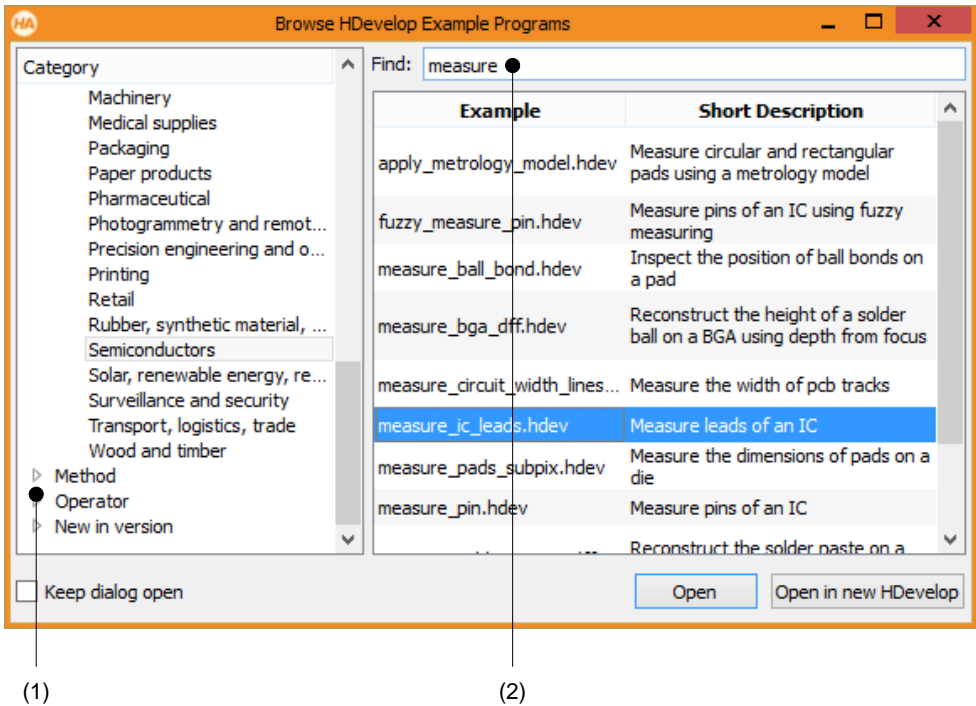 HA
Browse HDevelop Example Programs
Category
Machinery
Medical supplies
Packaging
Paper products
Pharmaceutical
Photogrammetry and remot...
Precision engineering and o...
Printing
Retail
Rubber, synthetic material, ...
Semiconductors
Solar, renewable energy, re...
Surveillance and security
Transport, logistics, trade
Wood and timber
Method
Operator
New in version
Find: measure
Example Short Description
apply_metrology_model.hdev Measure circular and rectangular
pads using a metrology model
fuzzy_measure_pin.hdev Measure pins of an IC using fuzzy
measuring
measure_ball_bond.hdev Inspect the position of ball bonds on
a pad
measure_bga_dff.hdev Reconstruct the height of a solder
ball on a BGA using depth from focus
measure_circuit_width_lines... Measure the width of pcb tracks
measure_ic_leads.hdev Measure leads of an IC
measure_pads_subpix.hdev Measure the dimensions of pads on a
die
measure_pin.hdev Measure pins of an IC
Reconstruct the solder paste on a
Keep dialog open
Open
Open in new HDevelop
(1) (2)